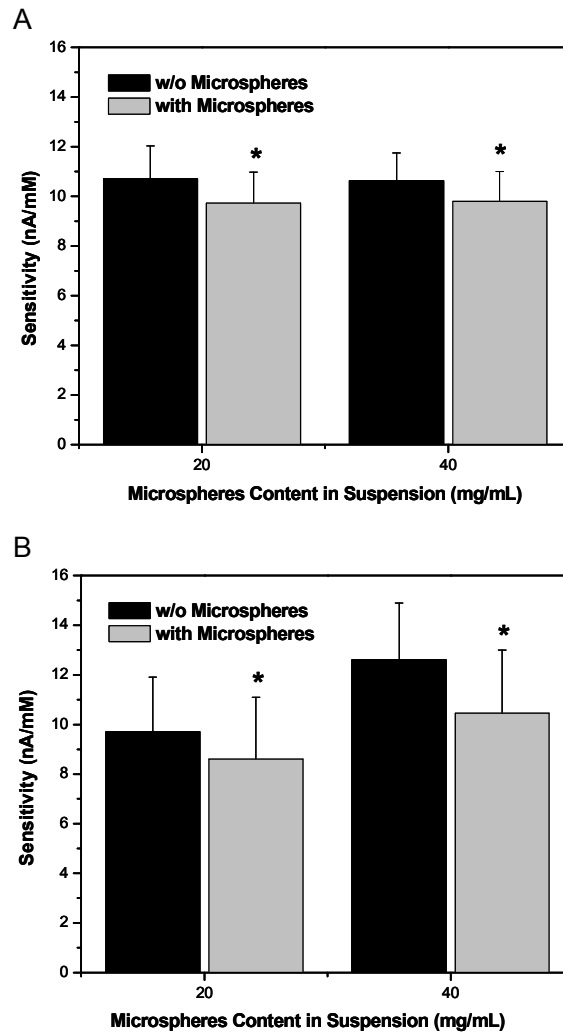 A
16
14
12
10
8
6
4
2
0
Sensitivity (nA/mM)
w/o Microspheres
with Microspheres
*
*
20
40
Microspheres Content in Suspension (mg/mL)
B
16
14
12
10
8
6
4
2
0
Sensitivity (nA/mM)
w/o Microspheres
with Microspheres
*
*
20
40
Microspheres Content in Suspension (mg/mL)